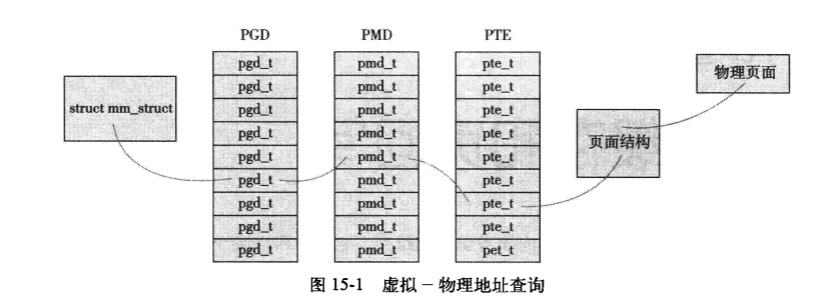 PGD PMD PTE
pgd_t pmd_t pte_t
pgd_t pmd_t pte_t
pgd_t pmd_t pte_t
pgd_t pmd_t pte_t
pgd_t pmd_t pte_t
pgd_t pmd_t pte_t
pgd_t pmd_t pte_t
pgd_t pmd_t pte_t
pgd_t pmd_t pet_t
struct mm_struct
页面结构
物理页面
图 15-1 虚拟－物理地址查询